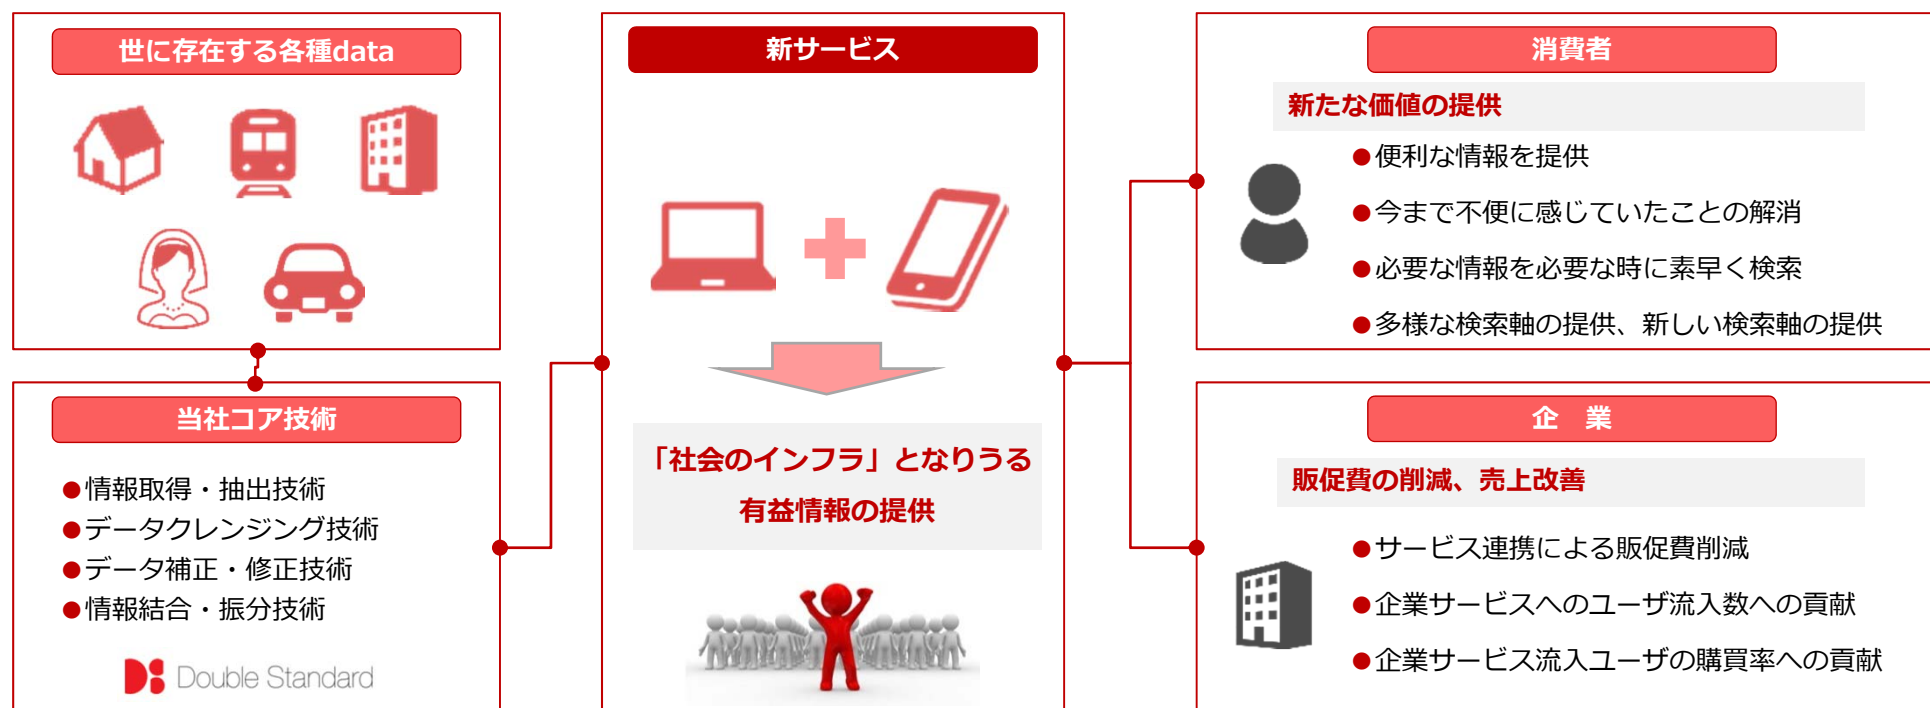 世に存在する各種data
当社コア技術
●情報取得・抽出技術
●データクレンジング技術
●データ補正・修正技術
●情報結合・振分技術
Double Standard
新サービス
「社会のインフラ」となりうる
有益情報の提供
消費者
新たな価値の提供
●便利な情報を提供
●今まで不便に感じていたことの解消
●必要な情報を必要な時に素早く検索
●多様な検索軸の提供、新しい検索軸の提供
企　業
販促費の削減、売上改善
●サービス連携による販促費削減
●企業サービスへのユーザ流入数への貢献
●企業サービス流入ユーザの購買率への貢献